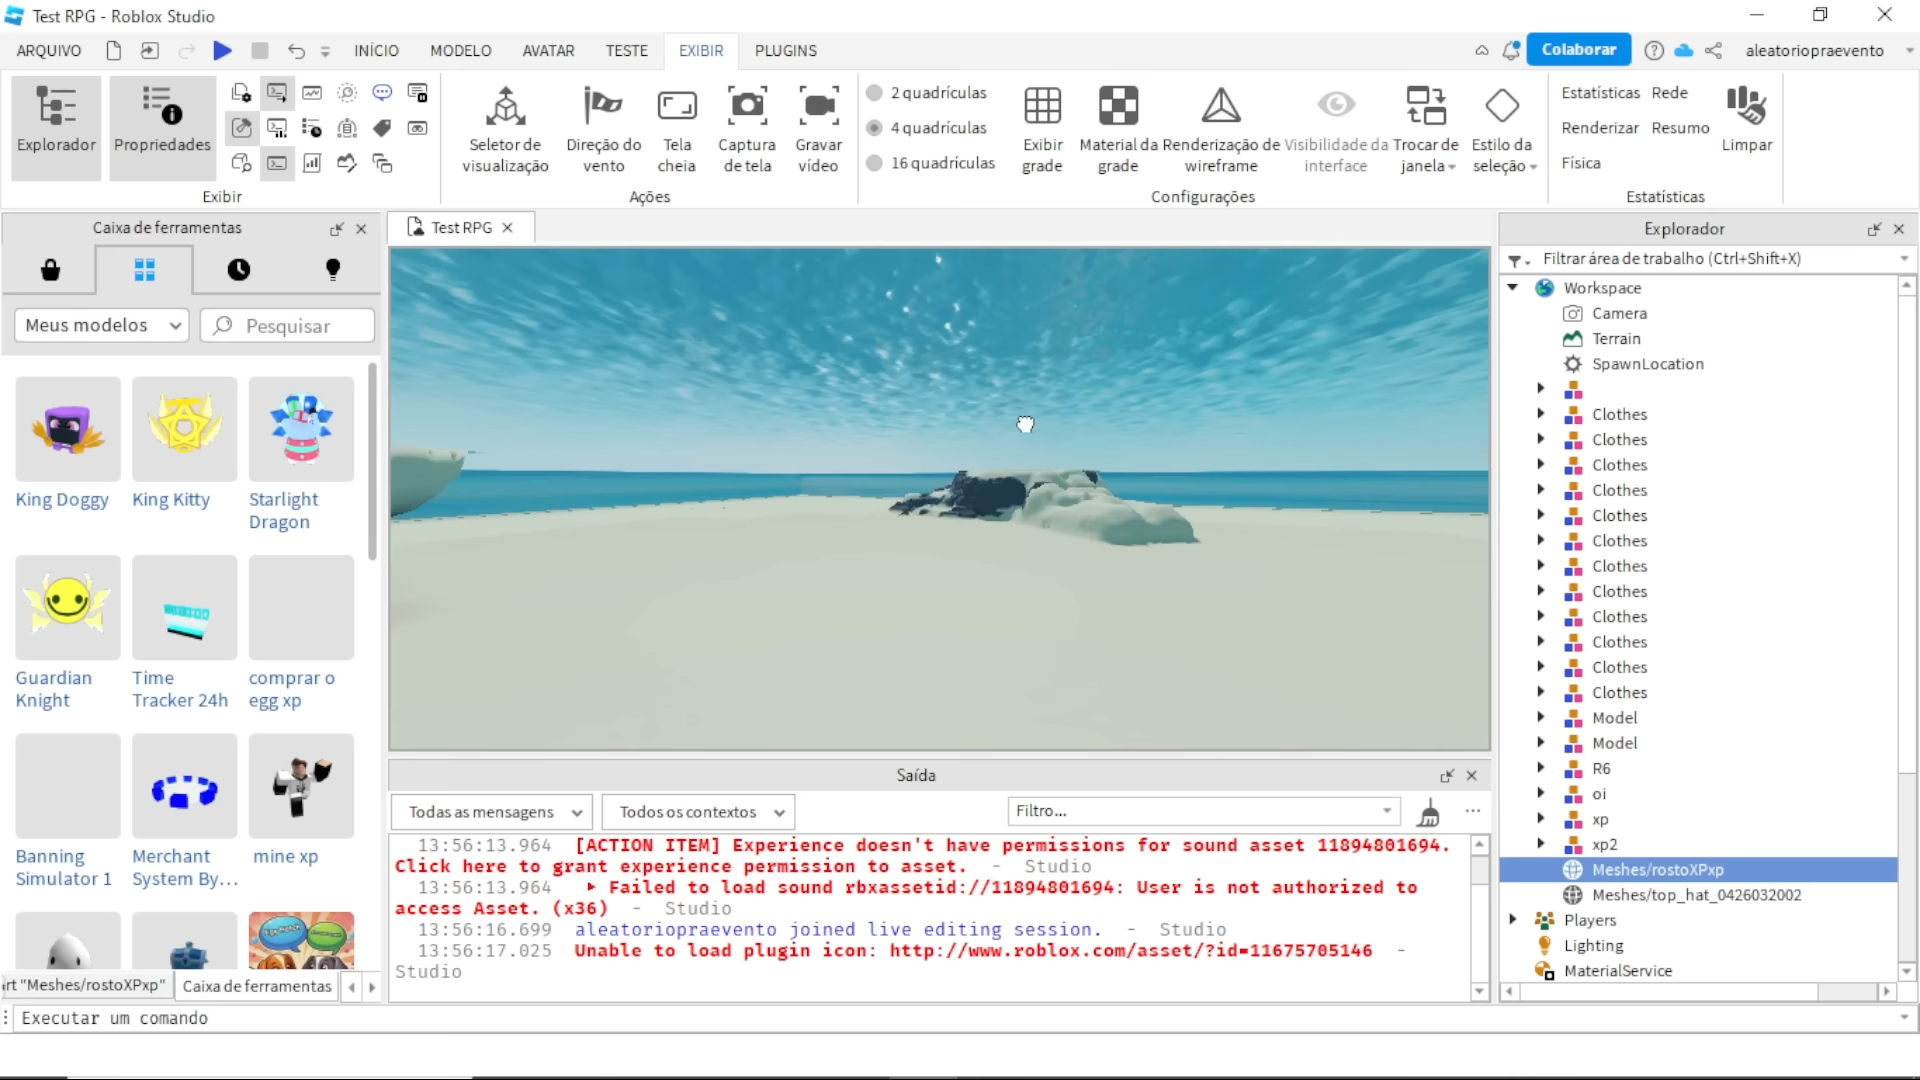 Test RPG - Roblox Studio
ARQUIVO INÍCIO MODELO AVATAR TESTE EXIBIR PLUGINS Colaborar aleatoriopraevento
Explorador
Propriedades
Exibir
Seletor de visualização
Direção do vento
Tela cheia
Captura de tela
Gravar vídeo
Ações
2 quadrículas
4 quadrículas
16 quadrículas
Exibir grade
Material da grade
Renderização de wireframe
Visibilidade da interface
Trocar de janela
Estilo da seleção
Configurações
Estatísticas Rede
Renderizar Resumo
Física
Limpar
Estatísticas
Caixa de ferramentas
Meus modelos
Pesquisar
King Doggy
King Kitty
Starlight Dragon
Guardian Knight
Time Tracker 24h
comprar o egg xp
Banning Simulator 1
Merchant System By...
mine xp
rt "Meshes/rostoXPxp"
Caixa de ferramentas
Test RPG
Saída
Todas as mensagens
Todos os contextos
Filtro...
13:56:13.964 [ACTION ITEM] Experience doesn't have permissions for sound asset 11894801694.
Click here to grant experience permission to asset. - Studio
13:56:13.964 Failed to load sound rbxassetid://11894801694: User is not authorized to
access Asset. (x36) - Studio
13:56:16.699 aleatoriopraevento joined live editing session. - Studio
13:56:17.025 Unable to load plugin icon: http://www.roblox.com/asset/?id=11675705146 -
Studio
Explorador
Filtrar área de trabalho (Ctrl+Shift+X)
Workspace
Camera
Terrain
SpawnLocation
Clothes
Clothes
Clothes
Clothes
Clothes
Clothes
Clothes
Clothes
Clothes
Clothes
Clothes
Clothes
Model
Model
R6
oi
xp
xp2
Meshes/rostoXPxp
Meshes/top_hat_0426032002
Players
Lighting
MaterialService
Executar um comando